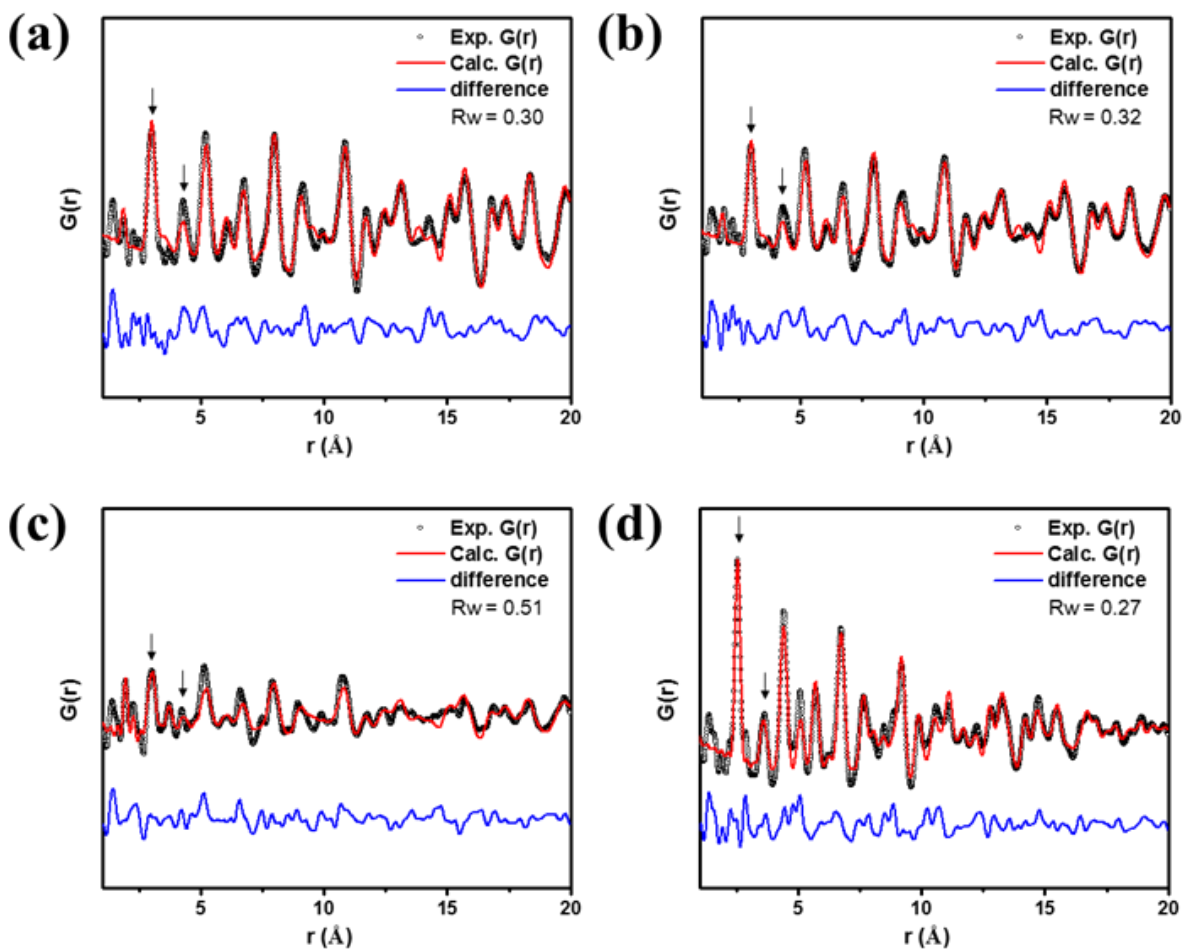 (a)
Exp. G(r)
Calc. G(r)
difference
Rw = 0.30
G(r)
5
10
15
20
r (Å)
(b)
Exp. G(r)
Calc. G(r)
difference
Rw = 0.32
G(r)
5
10
15
20
r (Å)
(c)
Exp. G(r)
Calc. G(r)
difference
Rw = 0.51
G(r)
5
10
15
20
r (Å)
(d)
Exp. G(r)
Calc. G(r)
difference
Rw = 0.27
G(r)
5
10
15
20
r (Å)